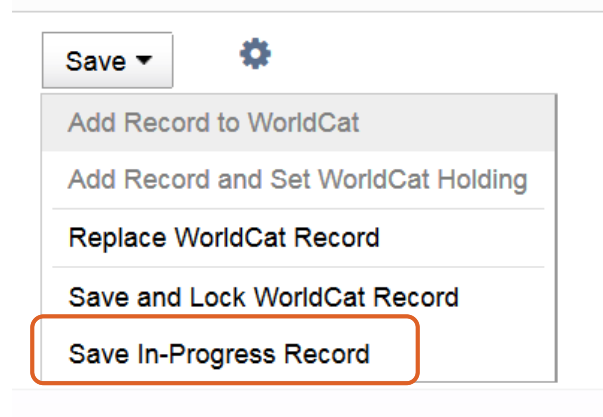 Save
Add Record to WorldCat
Add Record and Set WorldCat Holding
Replace WorldCat Record
Save and Lock WorldCat Record
Save In-Progress Record